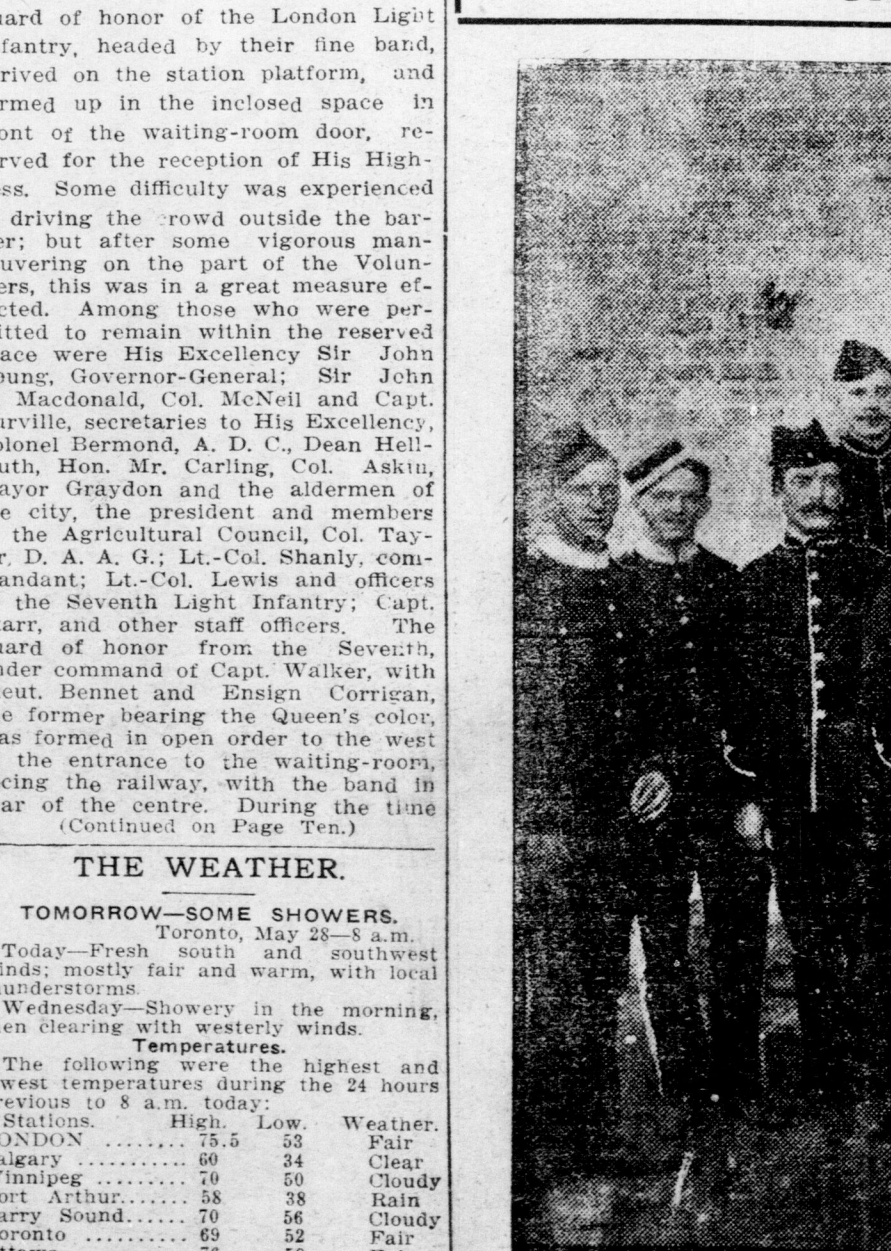 ard of honor of the London Light
fantry, headed by their fine band,
rived on the station platform, and
rmed up in the inclosed space in
ont of the waiting-room door, re-
rved for the reception of His High-
ss. Some difficulty was experienced
driving the rowd outside the bar-
er; but after some vigorous man-
uvering on the part of the Volun-
ers, this was in a great measure ef-
cted. Among those who were per-
itted to remain within the reserved
ace were His Excellency Sir John
oung, Governor-General; Sir John
Macdonald, Col. McNeil and Capt.
urville, secretaries to His Excellency,
olonel Bermond, A. D. C., Dean Hell-
uth, Hon. Mr. Carling, Col. Askin,
ayor Graydon and the aldermen of
e city, the president and members
the Agricultural Council, Col. Tay-
r, D. A. A. G.; Lt.-Col. Shanly, com-
andant; Lt.-Col. Lewis and officers
the Seventh Light Infantry; Capt.
arr, and other staff officers. The
ard of honor from the Seventh,
der command of Capt. Walker, with
eut. Bennet and Ensign Corrigan,
e former bearing the Queen's color,
as formed in open order to the west
the entrance to the waiting-room,
cing the railway, with the band in
ar of the centre. During the time
(Continued on Page Ten.)
THE WEATHER.
TOMORROW—SOME SHOWERS.
Toronto, May 28—8 a.m.
Today—Fresh south and southwest
inds; mostly fair and warm, with local
understorms.
Wednesday—Showery in the morning,
en clearing with westerly winds.
Temperatures.
The following were the highest and
west temperatures during the 24 hours
revious to 8 a.m. today:
Stations. High. Low. Weather.
ONDON ........ 75.5 53 Fair
algary ........... 60 34 Clear
innipeg ......... 70 50 Cloudy
ort Arthur....... 58 38 Rain
arry Sound...... 70 56 Cloudy
oronto .......... 69 52 Fair